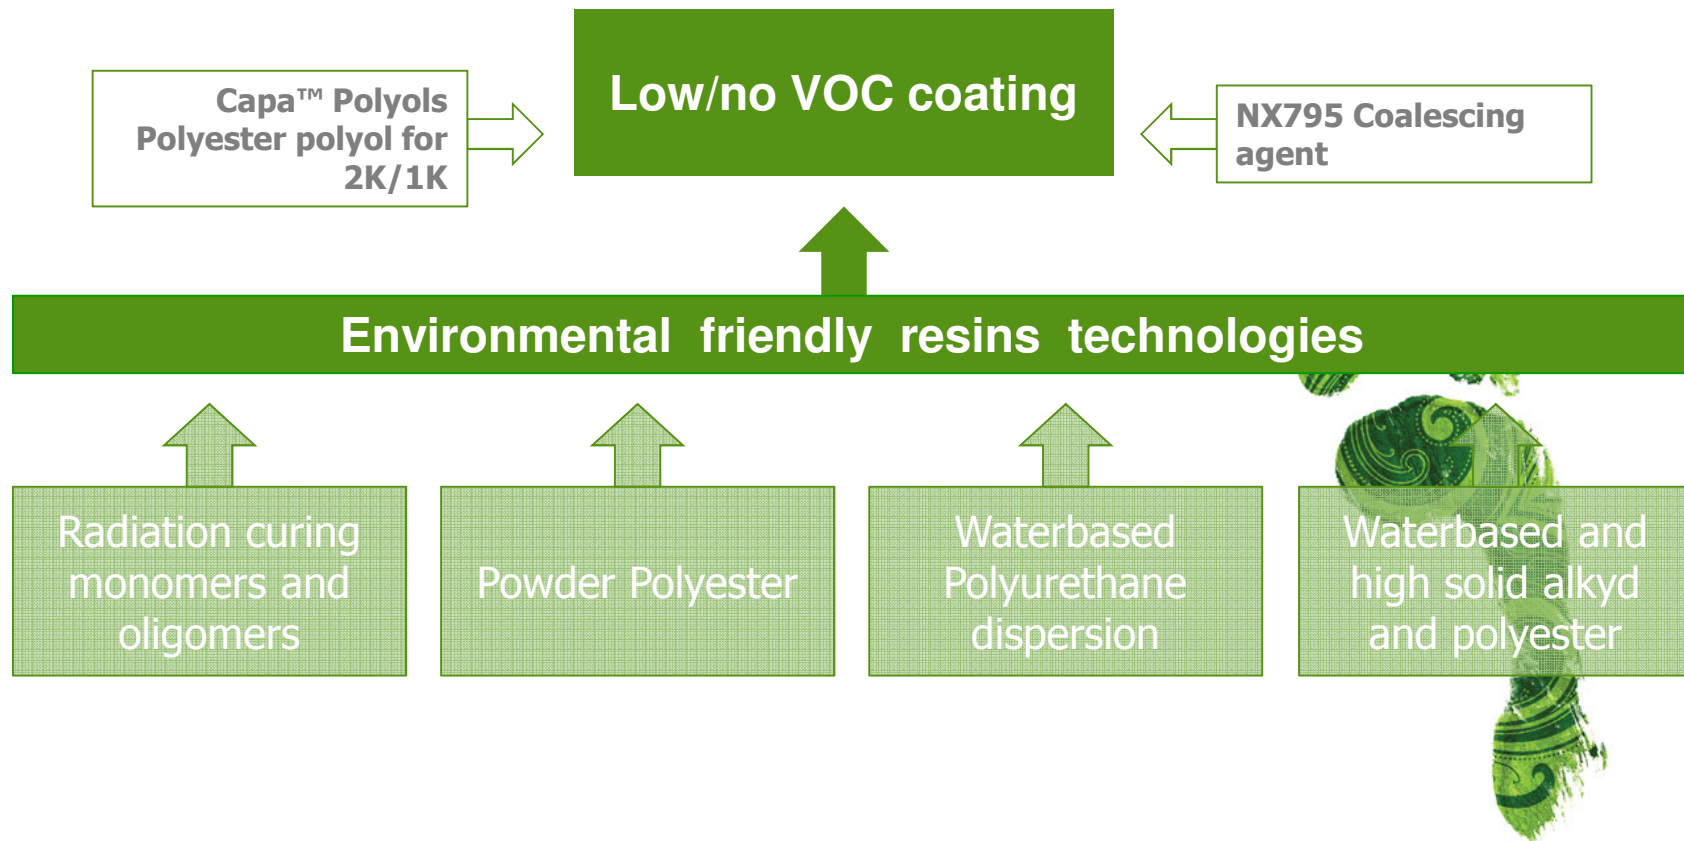 Low/no VOC coating
Capa™ Polyols
Polyester polyol for
2K/1K
NX795 Coalescing
agent
Environmental friendly resins technologies
Radiation curing
monomers and
oligomers
Powder Polyester
Waterbased
Polyurethane
dispersion
Waterbased and
high solid alkyd
and polyester